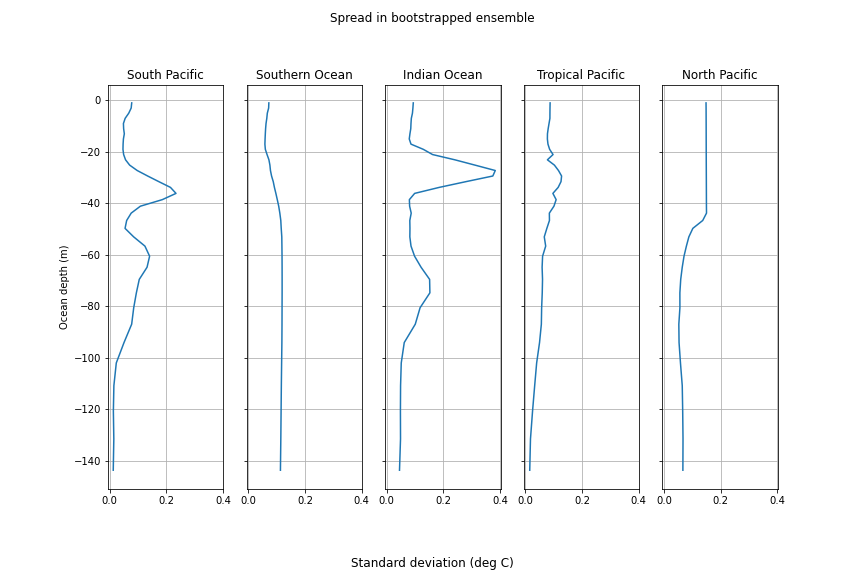 Spread in bootstrapped ensemble
South Pacific Southern Ocean Indian Ocean Tropical Pacific North Pacific
Ocean depth (m)
0
−20
−40
−60
−80
−100
−120
−140
0.0 0.2 0.4 0.0 0.2 0.4 0.0 0.2 0.4 0.0 0.2 0.4 0.0 0.2 0.4
Standard deviation (deg C)